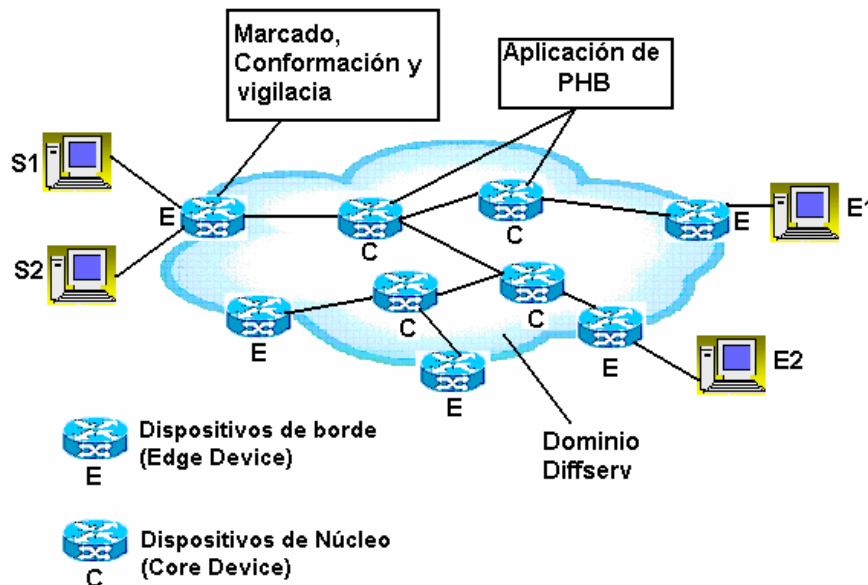 Marcado,
Conformación y
vigilacia
Aplicación de
PHB
S1
E
C
C
E
E1
S2
E
C
C
E
E
E2
Dominio
Diffserv
Dispositivos de borde
(Edge Device)
E
Dispositivos de Núcleo
(Core Device)
C